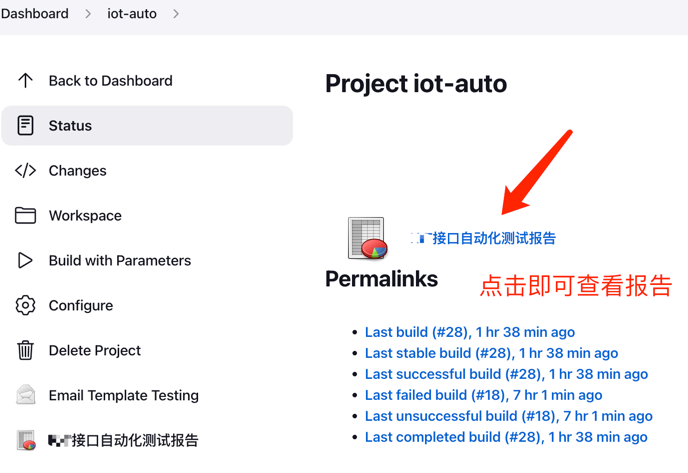 Dashboard > iot-auto >
Back to Dashboard
Status
Changes
Workspace
Build with Parameters
Configure
Delete Project
Email Template Testing
接口自动化测试报告
Project iot-auto
接口自动化测试报告
Permalinks
点击即可查看报告
Last build (#28), 1 hr 38 min ago
Last stable build (#28), 1 hr 38 min ago
Last successful build (#28), 1 hr 38 min ago
Last failed build (#18), 7 hr 1 min ago
Last unsuccessful build (#18), 7 hr 1 min ago
Last completed build (#28), 1 hr 38 min ago